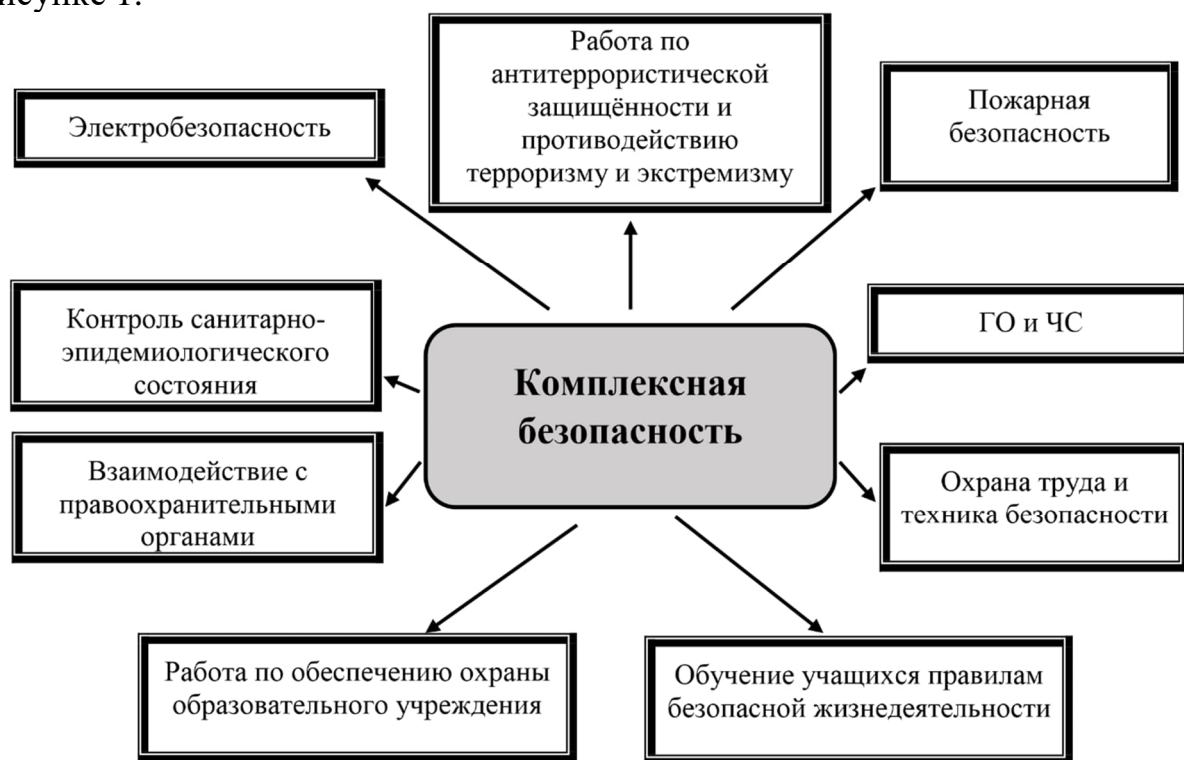 Работа по
антитеррористической
защищённости и
противодействию
терроризму и экстремизму
Электробезопасность
Пожарная
безопасность
Контроль санитарно-
эпидемиологического
состояния
ГО и ЧС
Комплексная
безопасность
Взаимодействие с
правоохранительными
органами
Охрана труда и
техника безопасности
Работа по обеспечению охраны
образовательного учреждения
Обучение учащихся правилам
безопасной жизнедеятельности